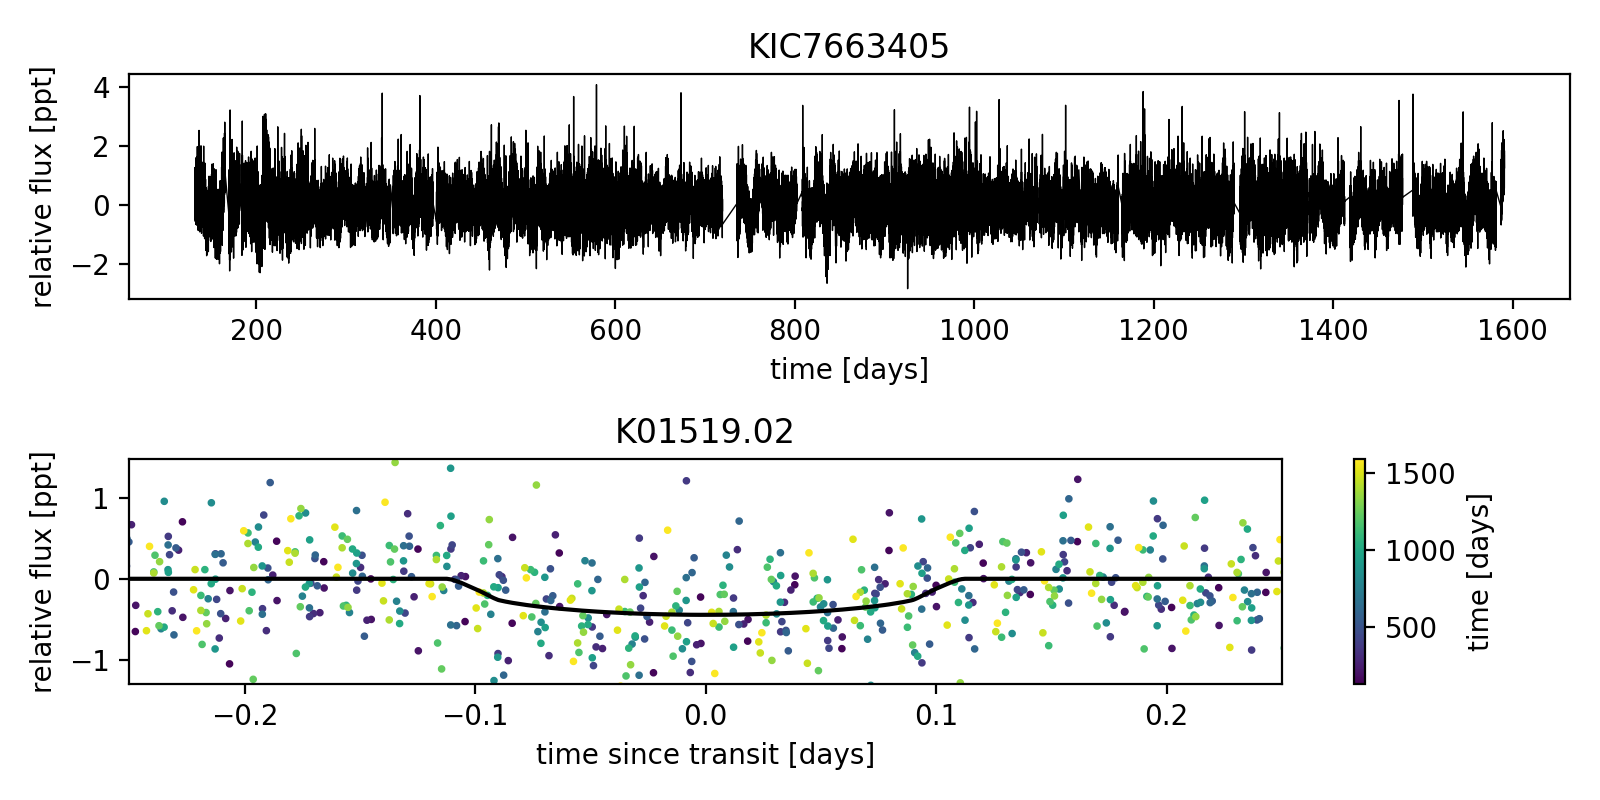 KIC7663405
relative flux [ppt]
4
2
0
−2
200 400 600 800 1000 1200 1400 1600
time [days]
K01519.02
relative flux [ppt]
1
0
−1
−0.2 −0.1 0.0 0.1 0.2
time since transit [days]
1500
1000
500
time [days]